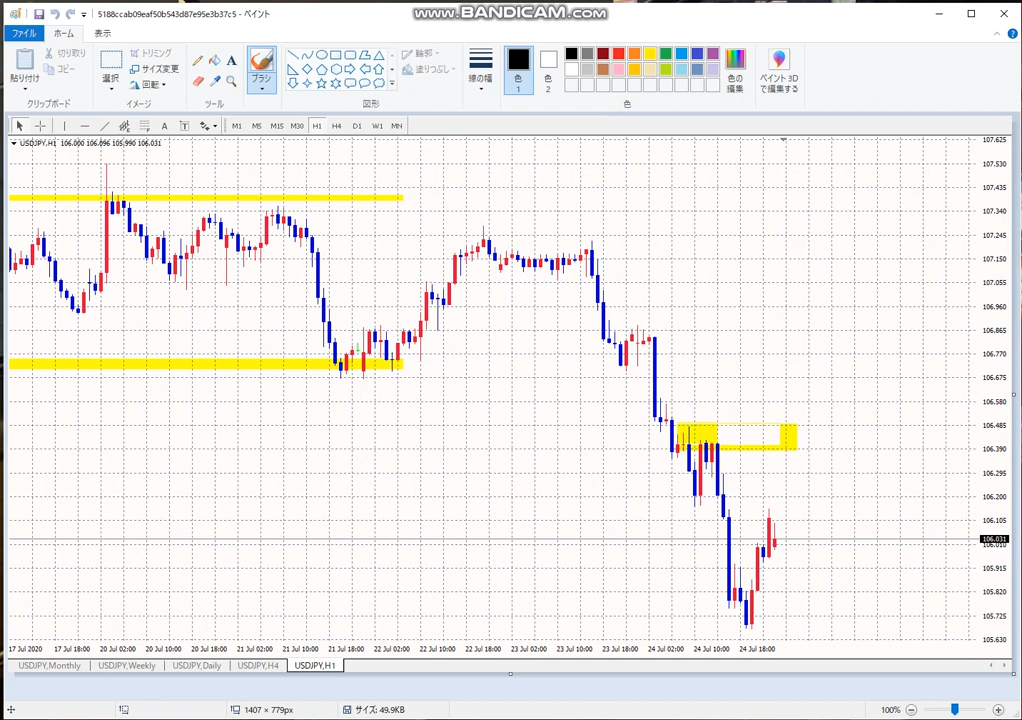 www.BANDICAM.com
5188ccab09eaf50b543d87e95e3b37c5 - ペイント
ファイル
ホーム
表示
貼り付け
切り取り
コピー
クリップボード
選択
トリミング
サイズ変更
回転
イメージ
A
ツール
ブラシ
輪郭
塗りつぶし
図形
線の幅
色
1
色
2
色の
編集
色
ペイント 3D
で編集する
A
T
M1
M5
M15
M30
H1
H4
D1
W1
MN
USDJPY,H1 106.000 106.096 105.990 106.031
107.625
107.530
107.435
107.340
107.245
107.150
107.055
106.960
106.865
106.770
106.675
106.580
106.485
106.390
106.295
106.200
106.105
106.031
106.010
105.915
105.820
105.725
105.630
17 Jul 2020
17 Jul 18:00
20 Jul 02:00
20 Jul 10:00
20 Jul 18:00
21 Jul 02:00
21 Jul 10:00
21 Jul 18:00
22 Jul 02:00
22 Jul 10:00
22 Jul 18:00
23 Jul 02:00
23 Jul 10:00
23 Jul 18:00
24 Jul 02:00
24 Jul 10:00
24 Jul 18:00
USDJPY,Monthly
USDJPY,Weekly
USDJPY,Daily
USDJPY,H4
USDJPY,H1
1407 × 779px
サイズ: 49.9KB
100%